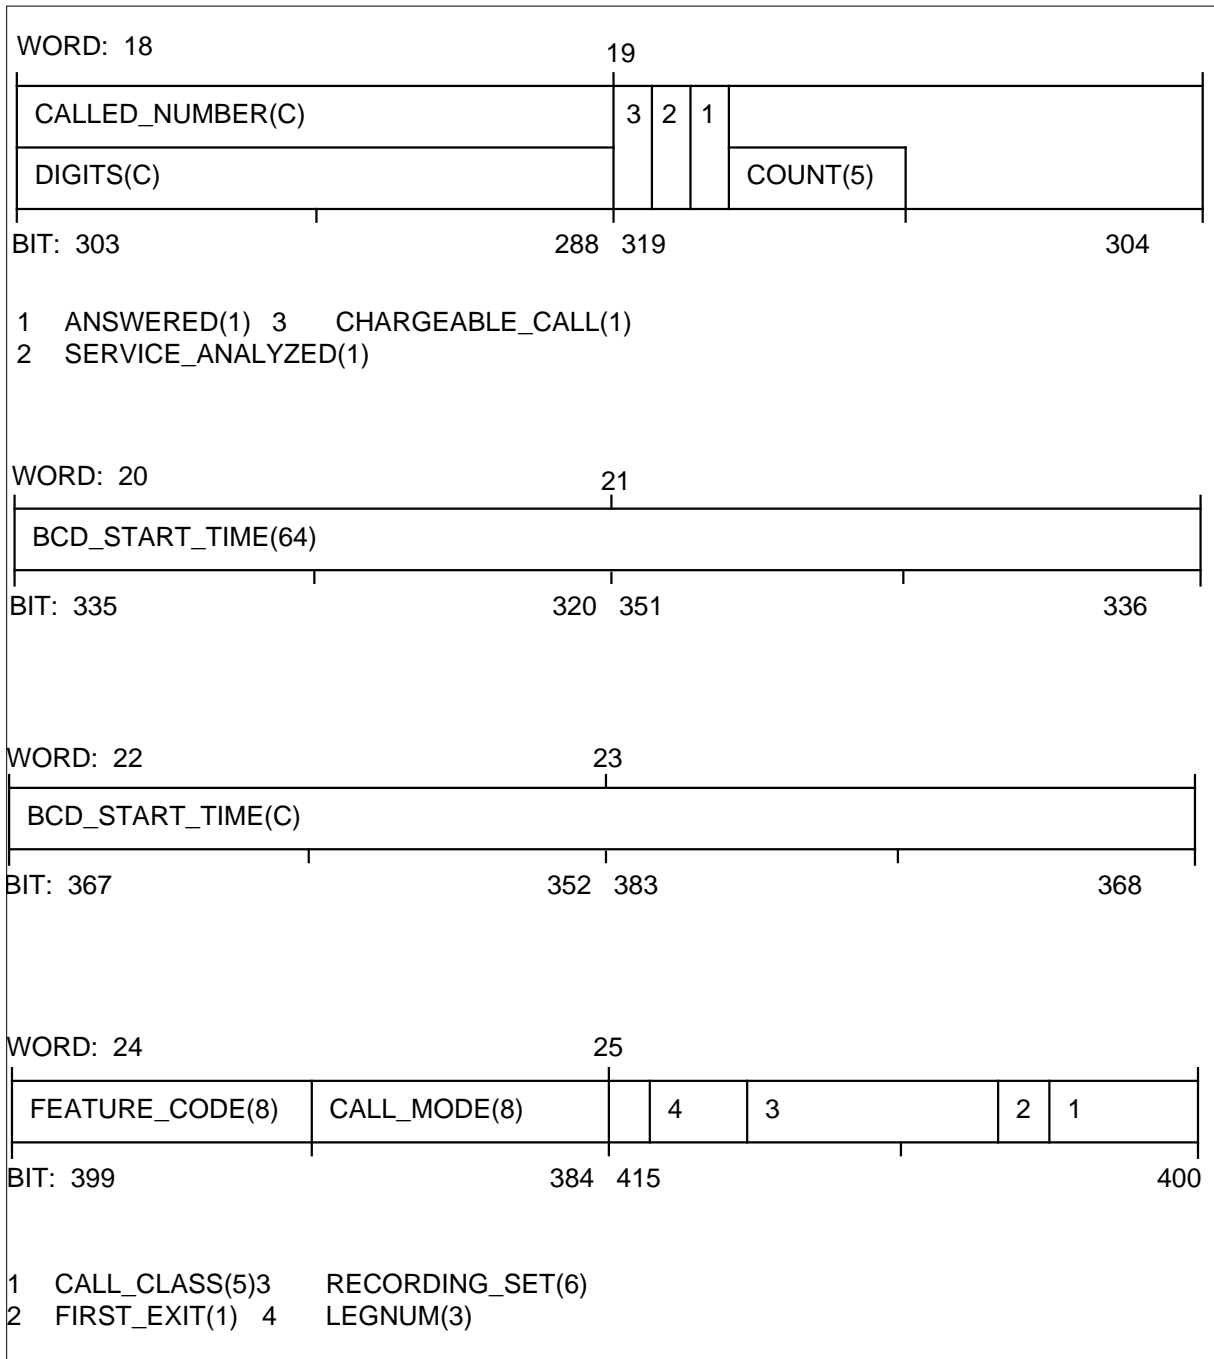 WORD: 18 19
CALLED_NUMBER(C) 3 2 1
DIGITS(C) COUNT(5)
BIT: 303 288 319 304
1 ANSWERED(1) 3 CHARGEABLE_CALL(1)
2 SERVICE_ANALYZED(1)
WORD: 20 21
BCD_START_TIME(64)
BIT: 335 320 351 336
WORD: 22 23
BCD_START_TIME(C)
BIT: 367 352 383 368
WORD: 24 25
FEATURE_CODE(8) CALL_MODE(8) 4 3 2 1
BIT: 399 384 415 400
1 CALL_CLASS(5)3 RECORDING_SET(6)
2 FIRST_EXIT(1) 4 LEGNUM(3)